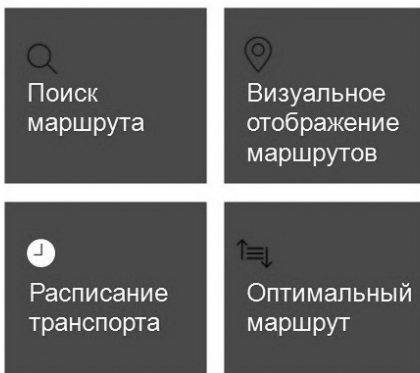 Поиск
маршрута
Визуальное
отображение
маршрутов
Расписание
транспорта
Оптимальный
маршрут